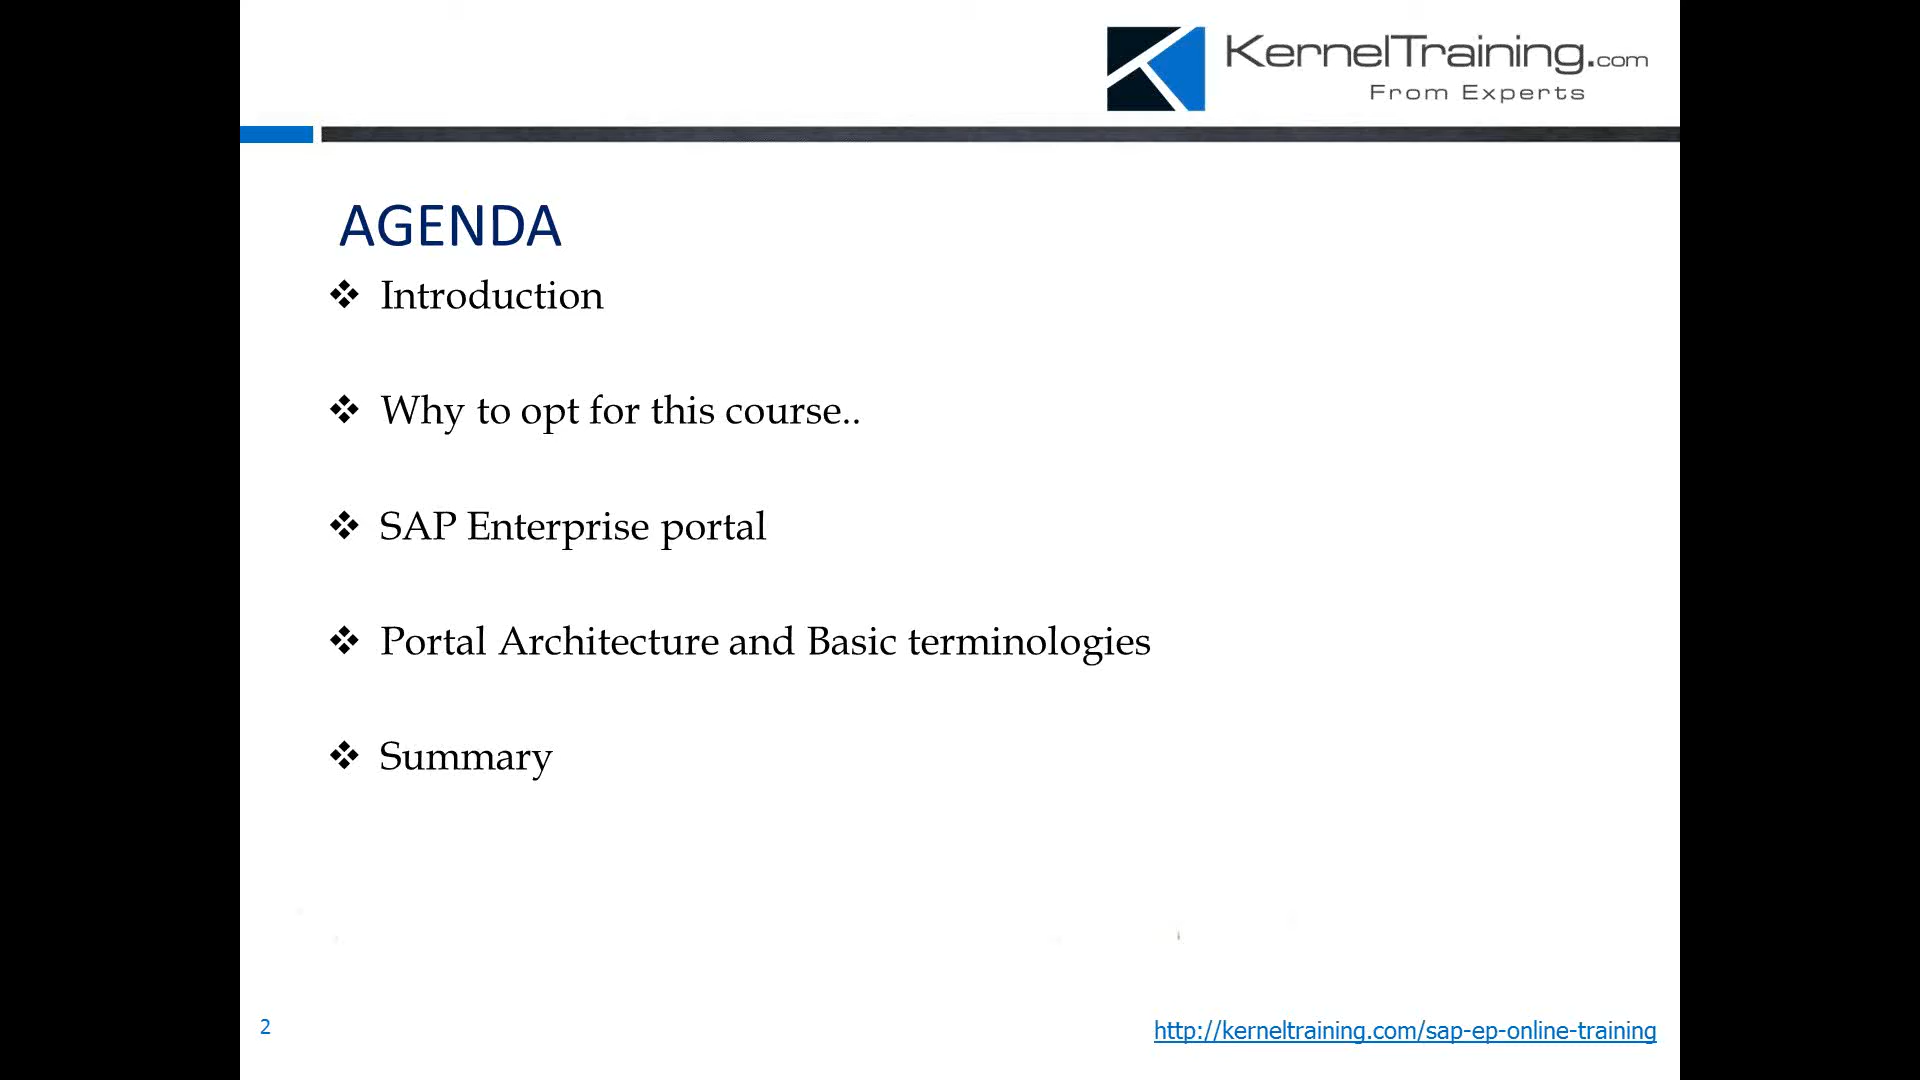 KernelTraining.com
From Experts
AGENDA
❖ Introduction
❖ Why to opt for this course..
❖ SAP Enterprise portal
❖ Portal Architecture and Basic terminologies
❖ Summary
2
http://kerneltraining.com/sap-ep-online-training